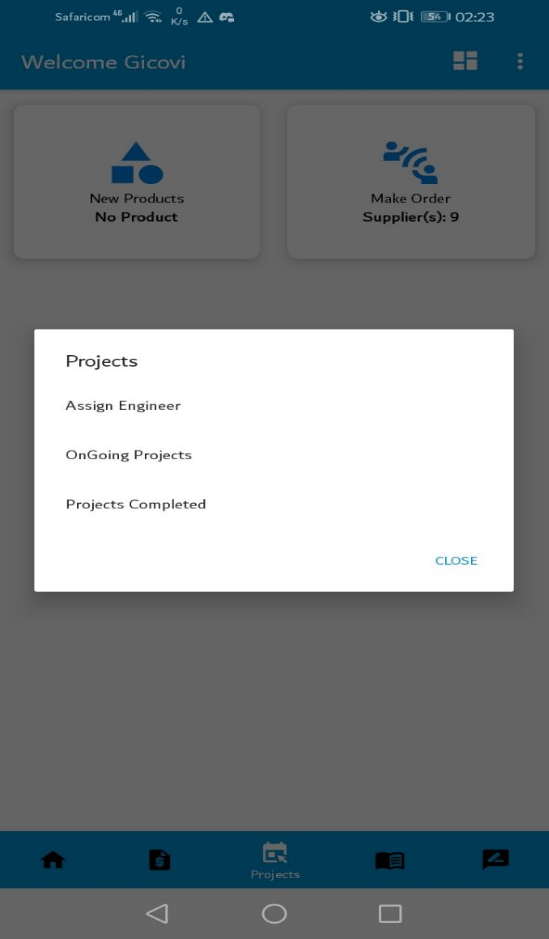 Safaricom 4G 0 K/s 54 02:23
Welcome Gicovi
New Products
No Product
Make Order
Supplier(s): 9
Projects
Assign Engineer
OnGoing Projects
Projects Completed
CLOSE
Projects